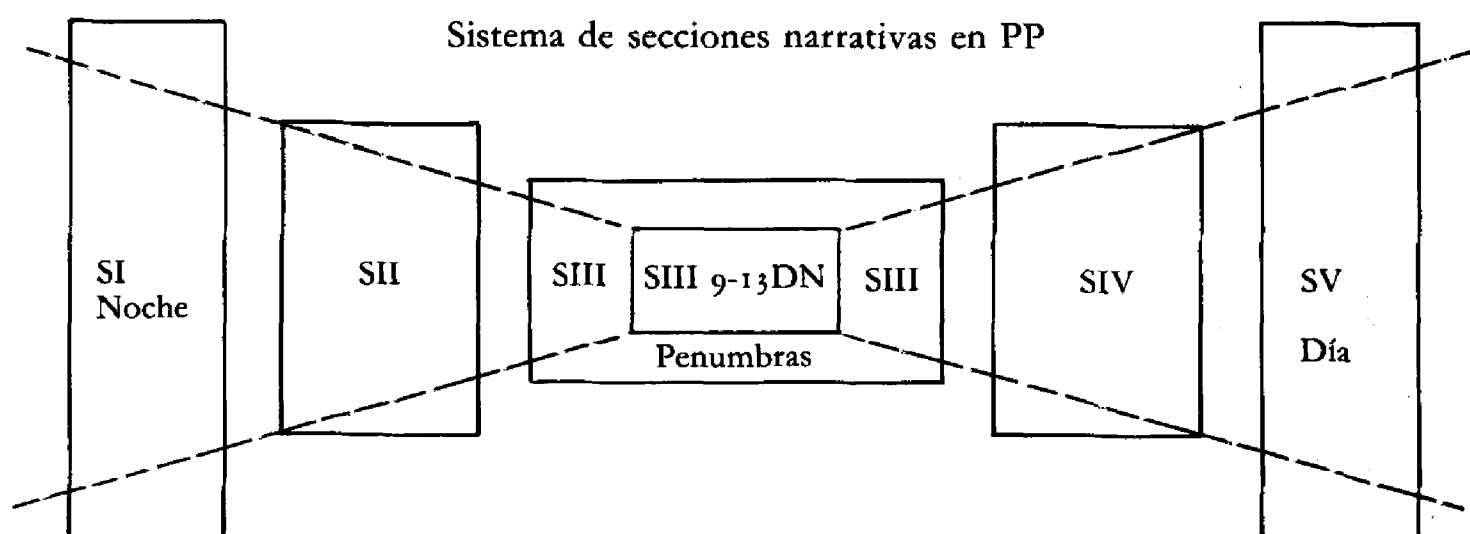 Sistema de secciones narrativas en PP
SI
Noche
SII
SIII
SIII 9-13DN
SIII
Penumbras
SIV
SV
Día